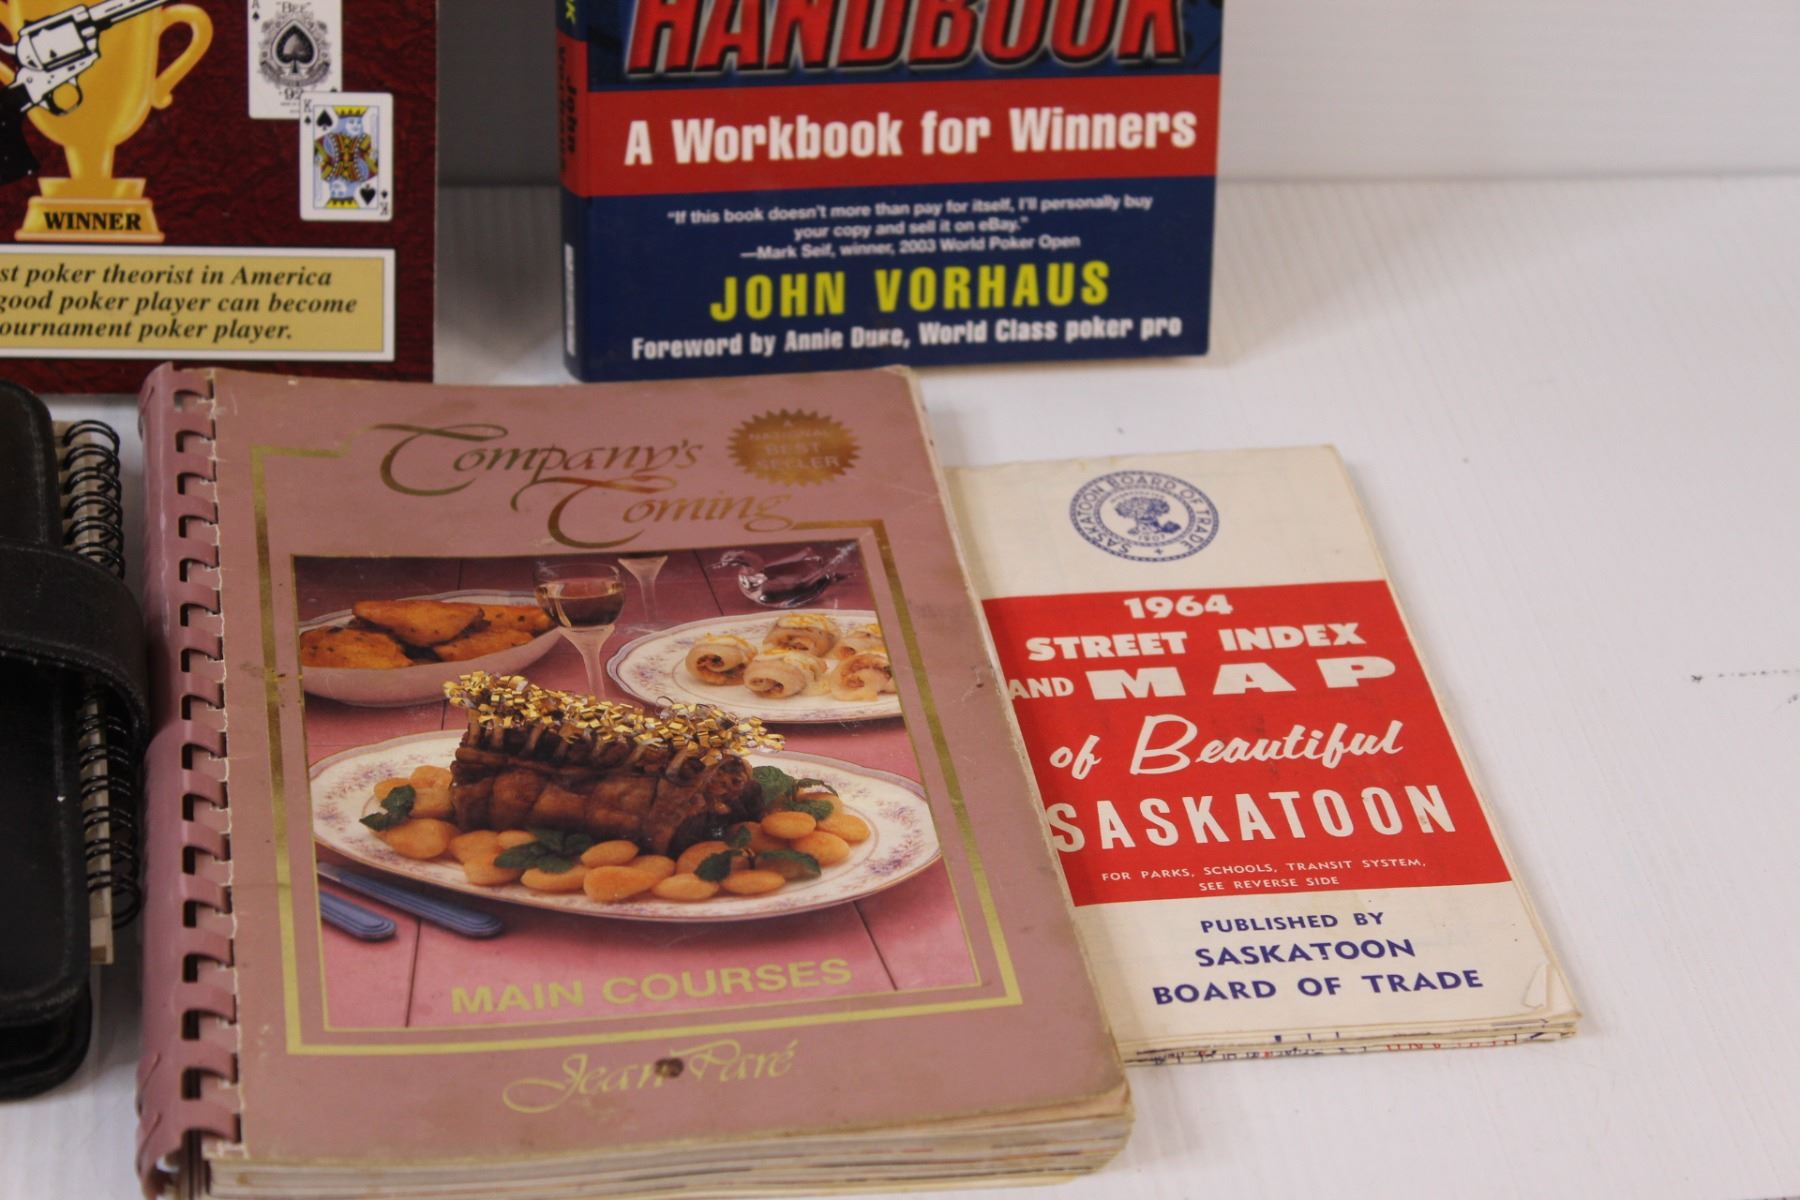 "BEE"
92
WINNER
st poker theorist in America
good poker player can become
ournament poker player.
HANDBOOK
A Workbook for Winners
"If this book doesn't more than pay for itself, I'll personally buy
your copy and sell it on eBay."
—Mark Seif, winner, 2003 World Poker Open
JOHN VORHAUS
Foreword by Annie Duke, World Class poker pro
John
Company's
Coming
A
NATIONAL
BEST
SELLER
MAIN COURSES
Jean Paré
SASKATOON BOARD OF TRADE
1964
STREET INDEX
AND MAP
of Beautiful
SASKATOON
FOR PARKS, SCHOOLS, TRANSIT SYSTEM,
SEE REVERSE SIDE
PUBLISHED BY
SASKATOON
BOARD OF TRADE